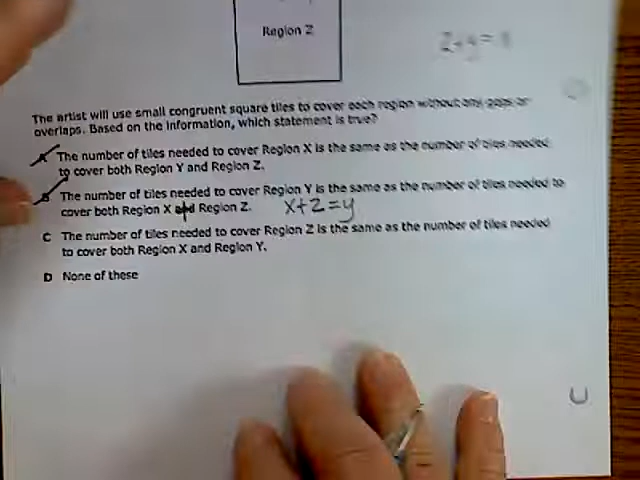 Region Z
Z+y=
The artist will use small congruent square tiles to cover each region without any gaps or
overlaps. Based on the information, which statement is true?
A The number of tiles needed to cover Region X is the same as the number of tiles needed
to cover both Region Y and Region Z.
B The number of tiles needed to cover Region Y is the same as the number of tiles needed to
cover both Region X and Region Z. x+z=y
C The number of tiles needed to cover Region Z is the same as the number of tiles needed
to cover both Region X and Region Y.
D None of these